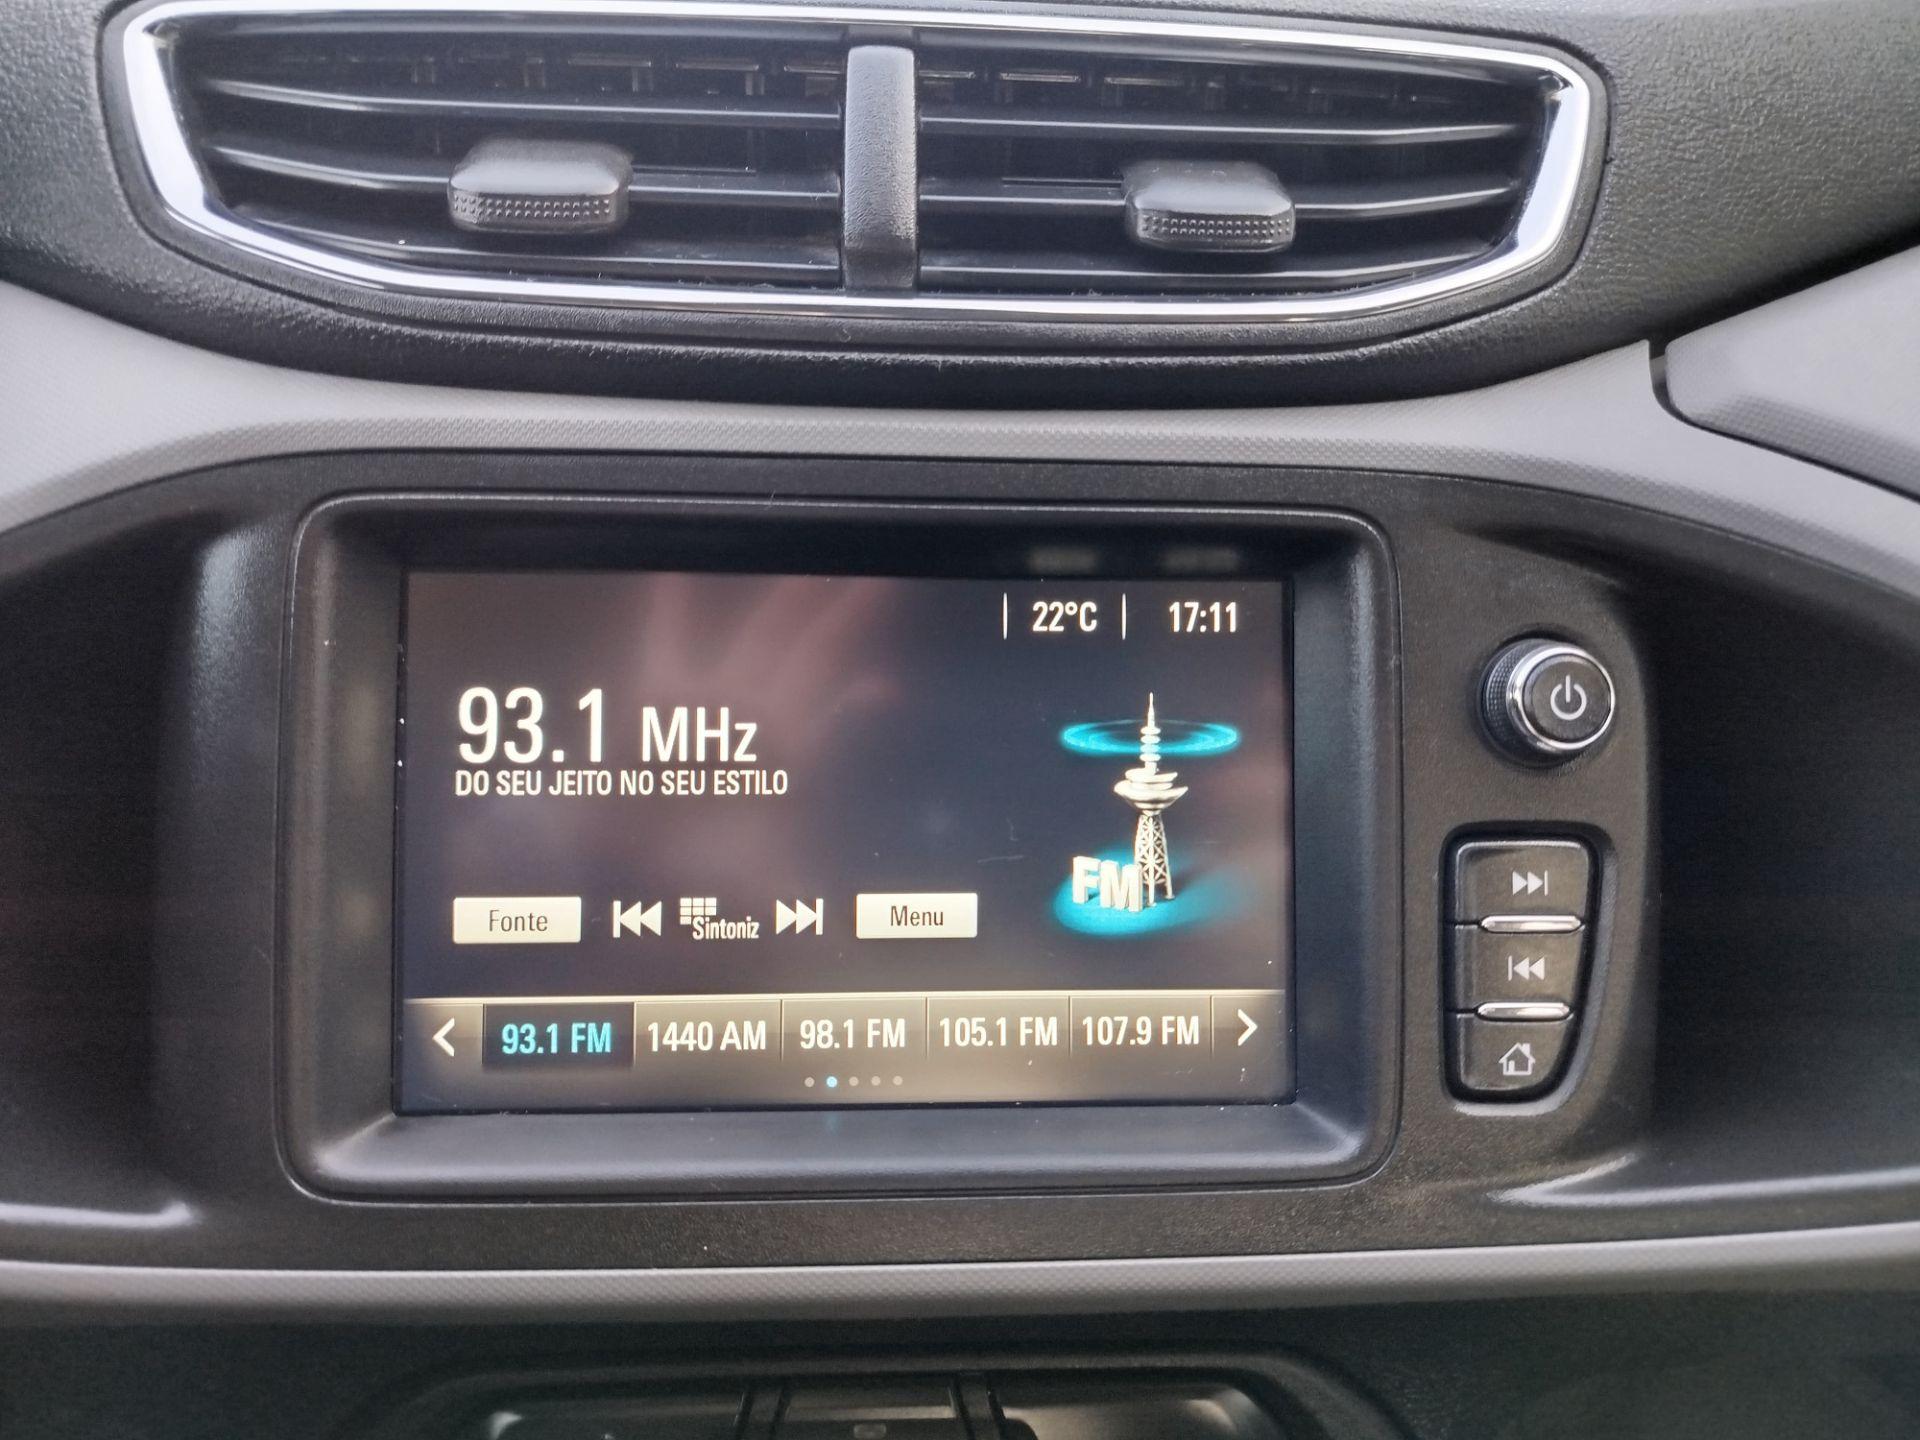 22°C 17:11
93.1 MHz
DO SEU JEITO NO SEU ESTILO
FM
Fonte Sintoniz Menu
93.1 FM 1440 AM 98.1 FM 105.1 FM 107.9 FM